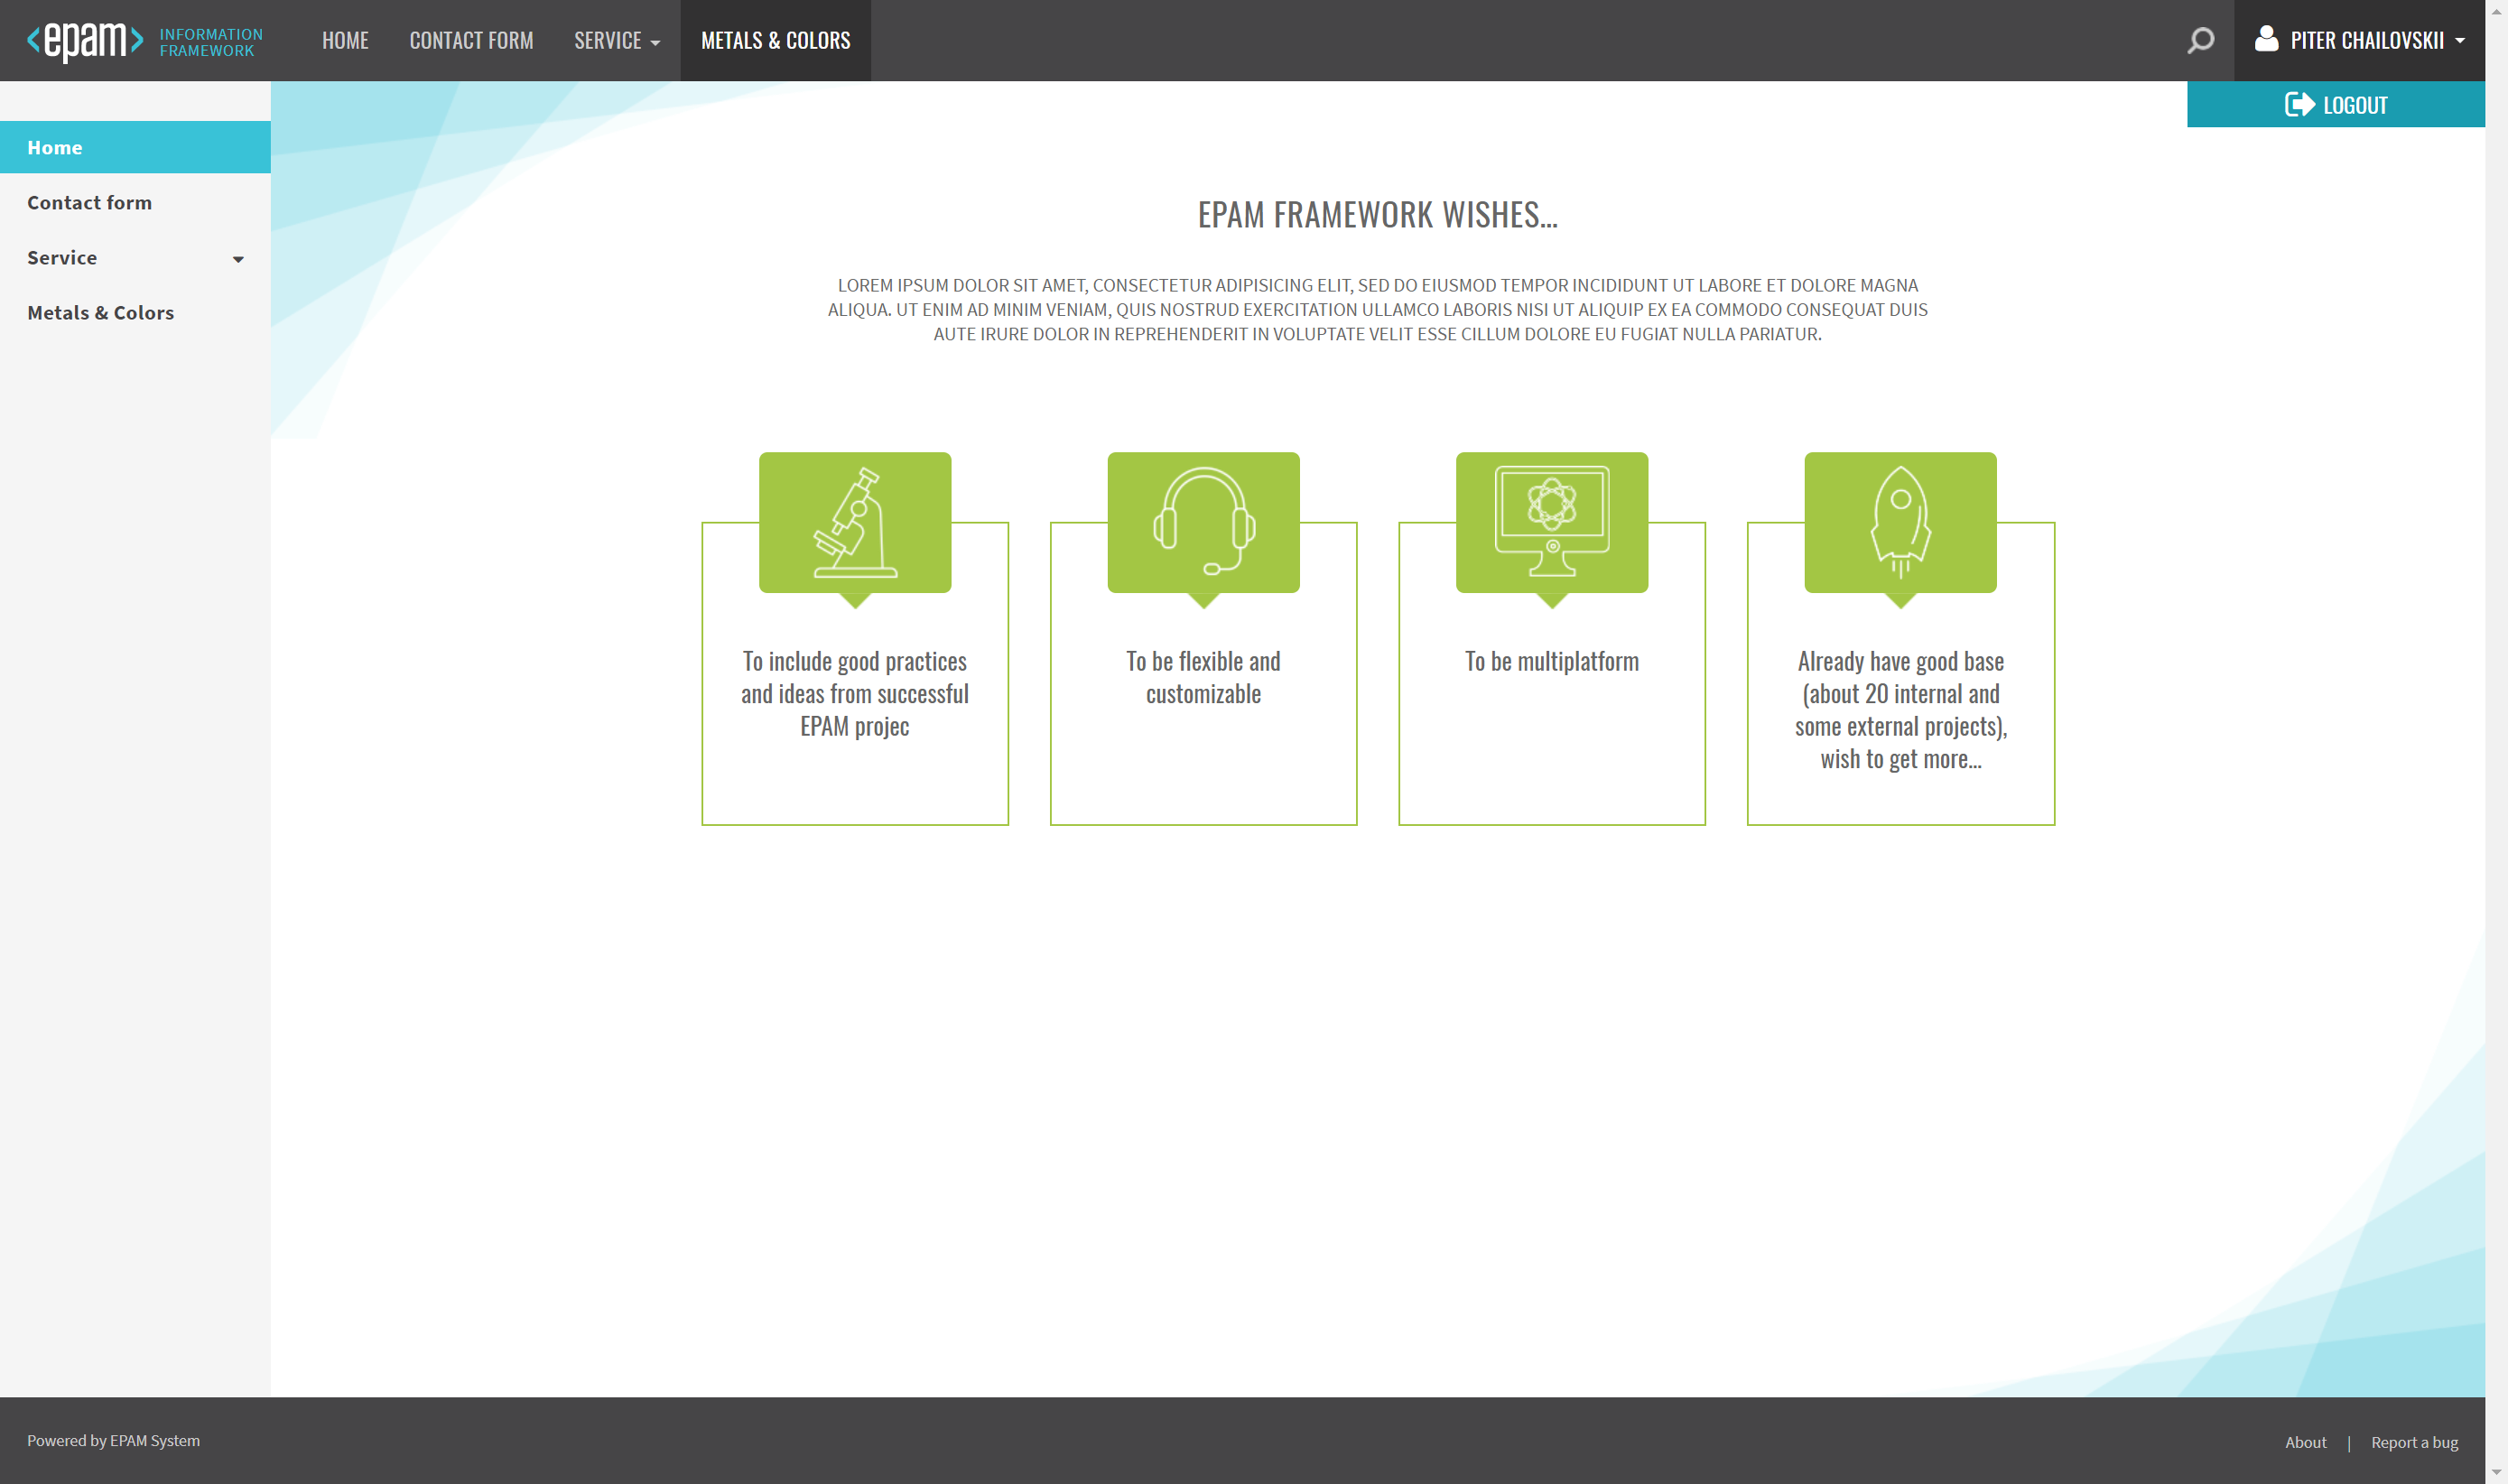 <epam> INFORMATION FRAMEWORK
HOME CONTACT FORM SERVICE METALS & COLORS PITER CHAILOVSKII
LOGOUT
Home
Contact form
Service
Metals & Colors
EPAM FRAMEWORK WISHES…
LOREM IPSUM DOLOR SIT AMET, CONSECTETUR ADIPISICING ELIT, SED DO EIUSMOD TEMPOR INCIDIDUNT UT LABORE ET DOLORE MAGNA
ALIQUA. UT ENIM AD MINIM VENIAM, QUIS NOSTRUD EXERCITATION ULLAMCO LABORIS NISI UT ALIQUIP EX EA COMMODO CONSEQUAT DUIS
AUTE IRURE DOLOR IN REPREHENDERIT IN VOLUPTATE VELIT ESSE CILLUM DOLORE EU FUGIAT NULLA PARIATUR.
To include good practices
and ideas from successful
EPAM projec
To be flexible and
customizable
To be multiplatform
Already have good base
(about 20 internal and
some external projects),
wish to get more…
Powered by EPAM System
About | Report a bug